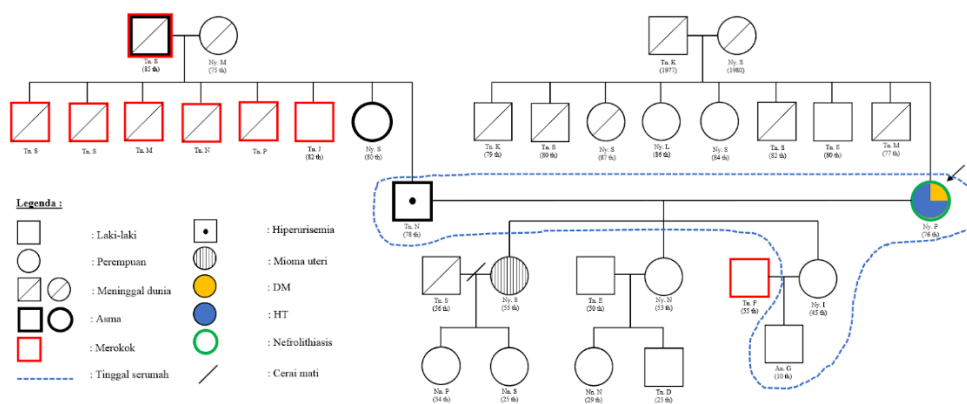 Tn. S
(85 th)
Ny. M
(75 th)
Tn. K
(1977)
Ny. S
(1980)
Tn. S
Tn. S
Tn. M
Tn. N
Tn. P
Tn. J
(82 th)
Ny. S
(80 th)
Tn. K
(79 th)
Tn. S
(80 th)
Ny. S
(87 th)
Ny. L
(86 th)
Ny. S
(84 th)
Tn. S
(82 th)
Tn. S
(80 th)
Tn. M
(77 th)
Tn. N
(78 th)
Ny. P
(76 th)
Legenda :
: Laki-laki
: Perempuan
: Meninggal dunia
: Asma
: Merokok
: Tinggal serumah
: Hiperurisemia
: Mioma uteri
: DM
: HT
: Nefrolithiasis
: Cerai mati
Tn. S
(56 th)
Ny. E
(55 th)
Tn. E
(50 th)
Ny. N
(53 th)
Tn. P
(55 th)
Ny. I
(45 th)
Nn. P
(34 th)
Nn. S
(25 th)
Nn. N
(29 th)
Tn. D
(25 th)
An. G
(10 th)